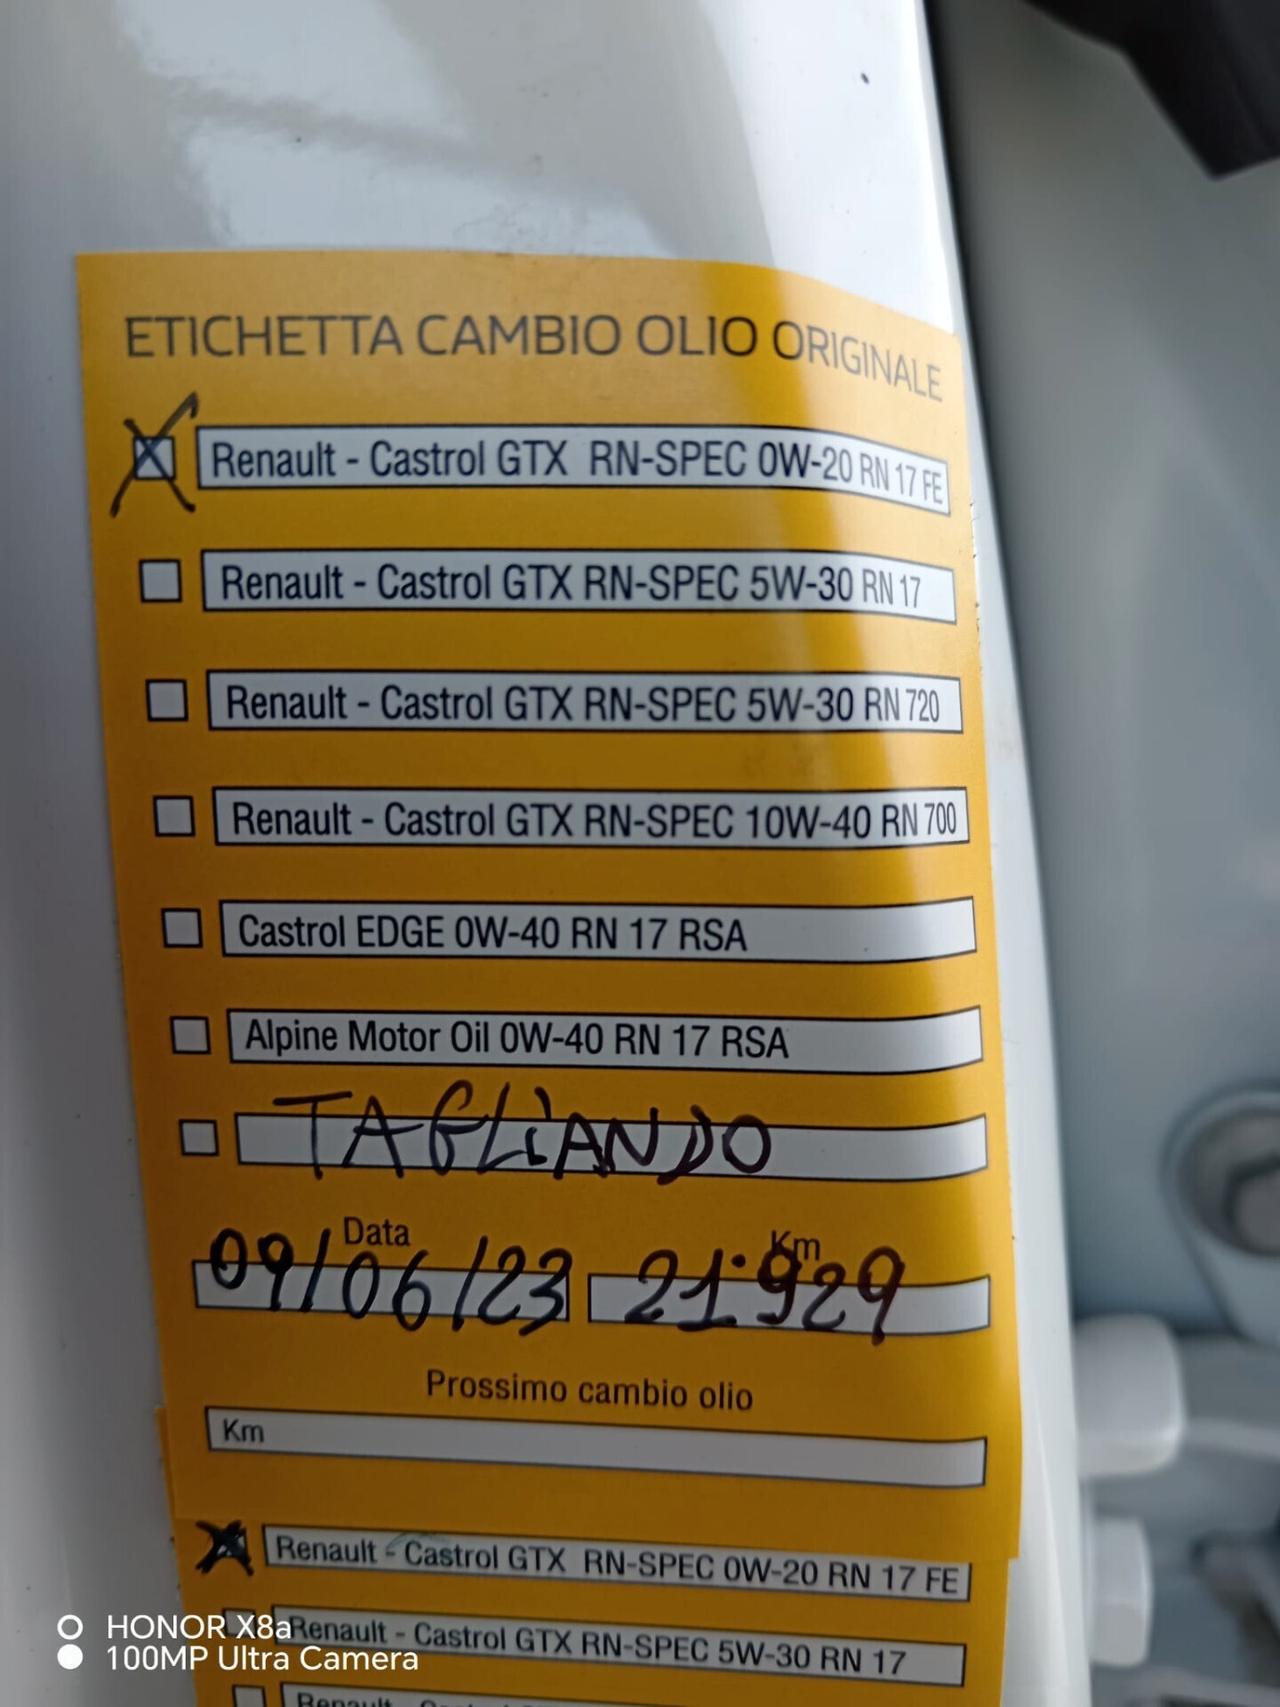 ETICHETTA CAMBIO OLIO ORIGINALE
Renault - Castrol GTX RN-SPEC 0W-20 RN 17 FE
Renault - Castrol GTX RN-SPEC 5W-30 RN 17
Renault - Castrol GTX RN-SPEC 5W-30 RN 720
Renault - Castrol GTX RN-SPEC 10W-40 RN 700
Castrol EDGE 0W-40 RN 17 RSA
Alpine Motor Oil 0W-40 RN 17 RSA
TAGLIANDO
Data Km
09/06/23 21.929
Prossimo cambio olio
Km
Renault - Castrol GTX RN-SPEC 0W-20 RN 17 FE
Renault - Castrol GTX RN-SPEC 5W-30 RN 17
Renault
HONOR X8a
100MP Ultra Camera